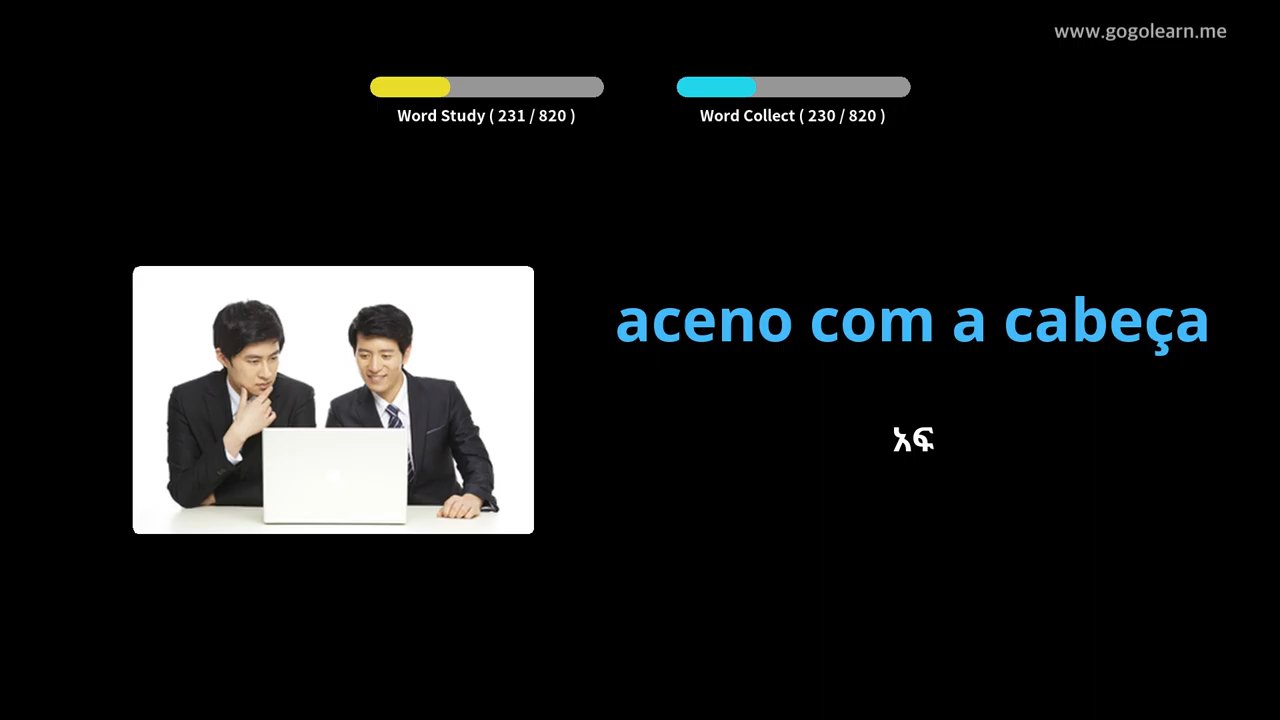 www.gogolearn.me
Word Study ( 231 / 820 )
Word Collect ( 230 / 820 )
aceno com a cabeça
አፍ